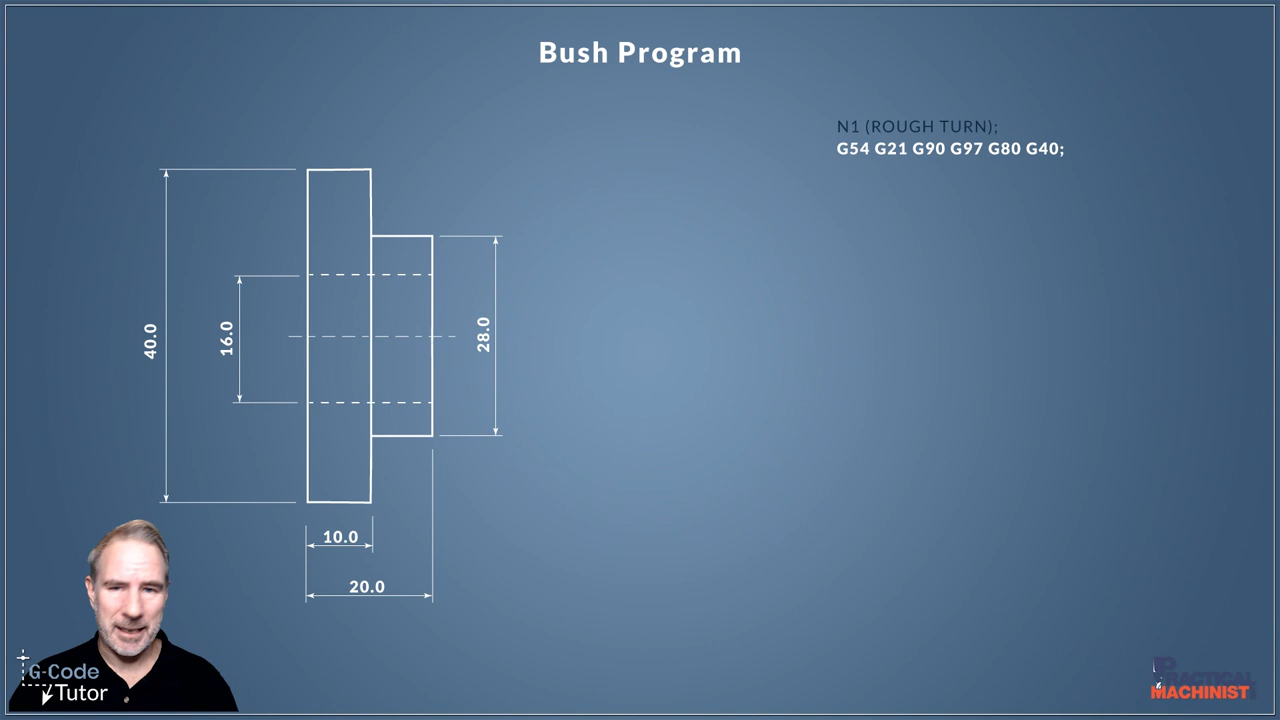 Bush Program
N1 (ROUGH TURN);
G54 G21 G90 G97 G80 G40;
40.0
16.0
28.0
10.0
20.0
G-Code
Tutor
PRACTICAL
MACHINIST